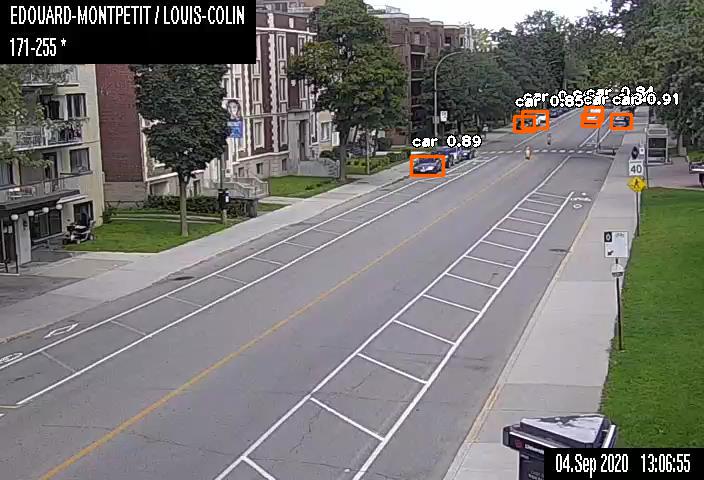 EDOUARD-MONTPETIT / LOUIS-COLIN
171-255 *
car 0.89
car 0.85
car 0.91
40
04.Sep 2020 13:06:55